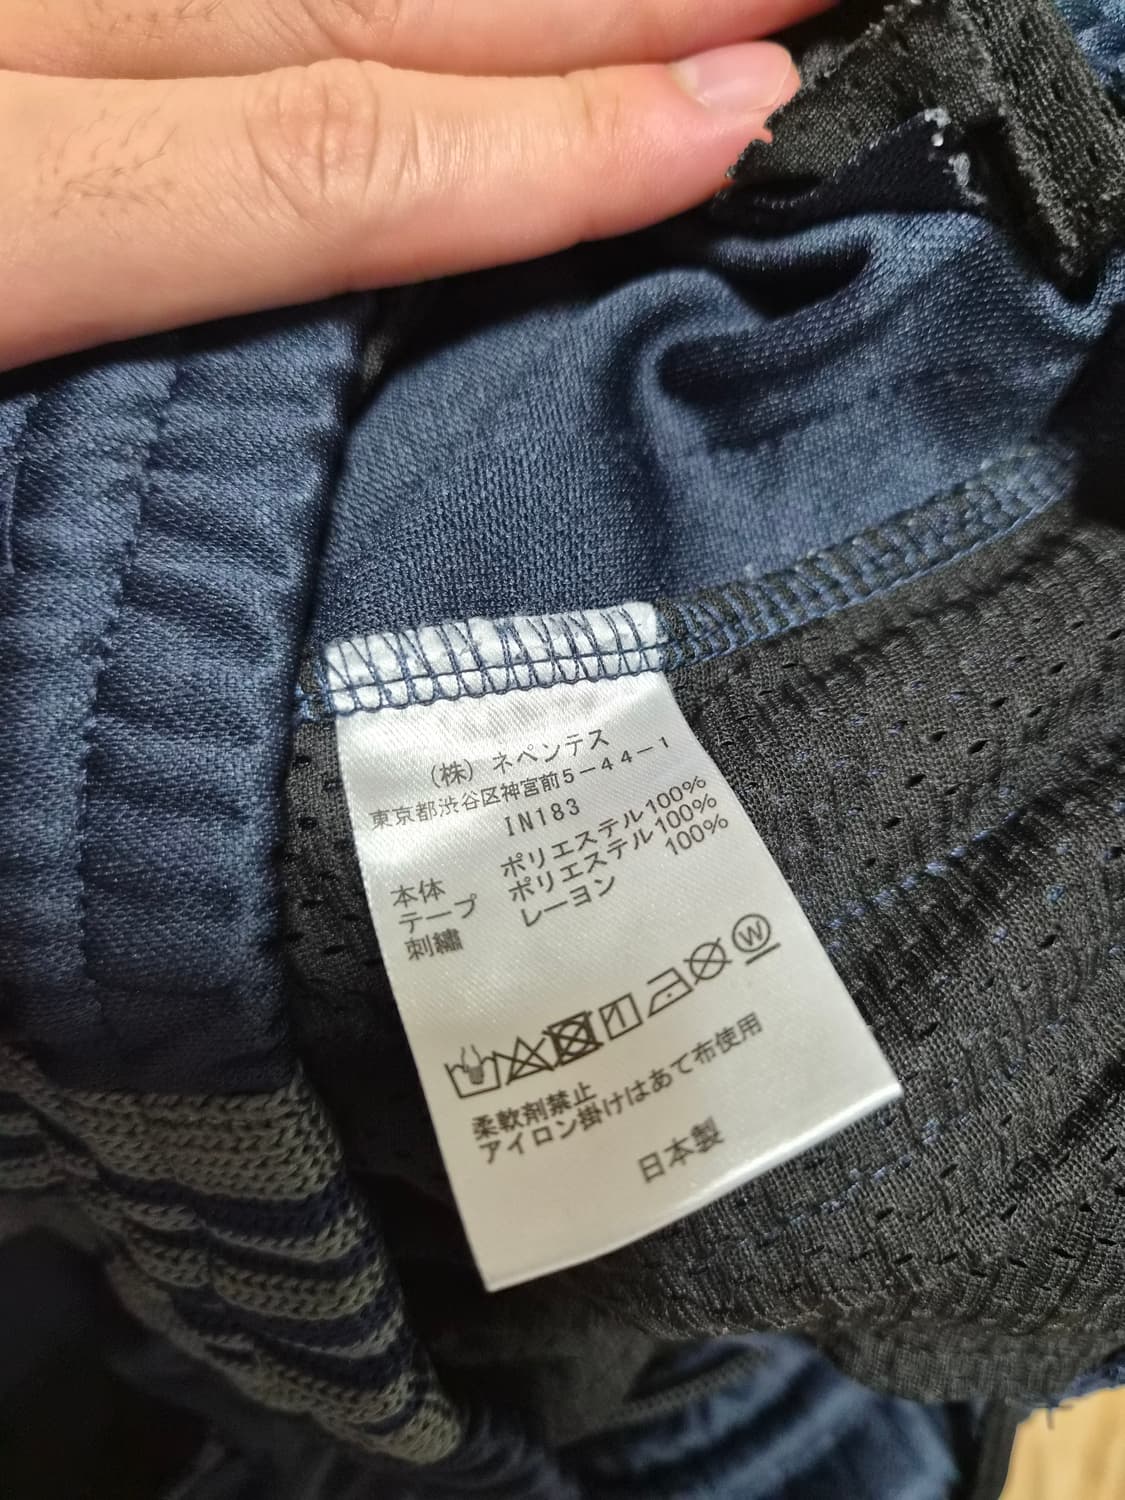 （株）ネペンテス
東京都渋谷区神宮前5－44－1
IN183
本体 ポリエステル100%
テープ ポリエステル100%
刺繡 レーヨン 100%
W
柔軟剤禁止
アイロン掛けはあて布使用
日本製